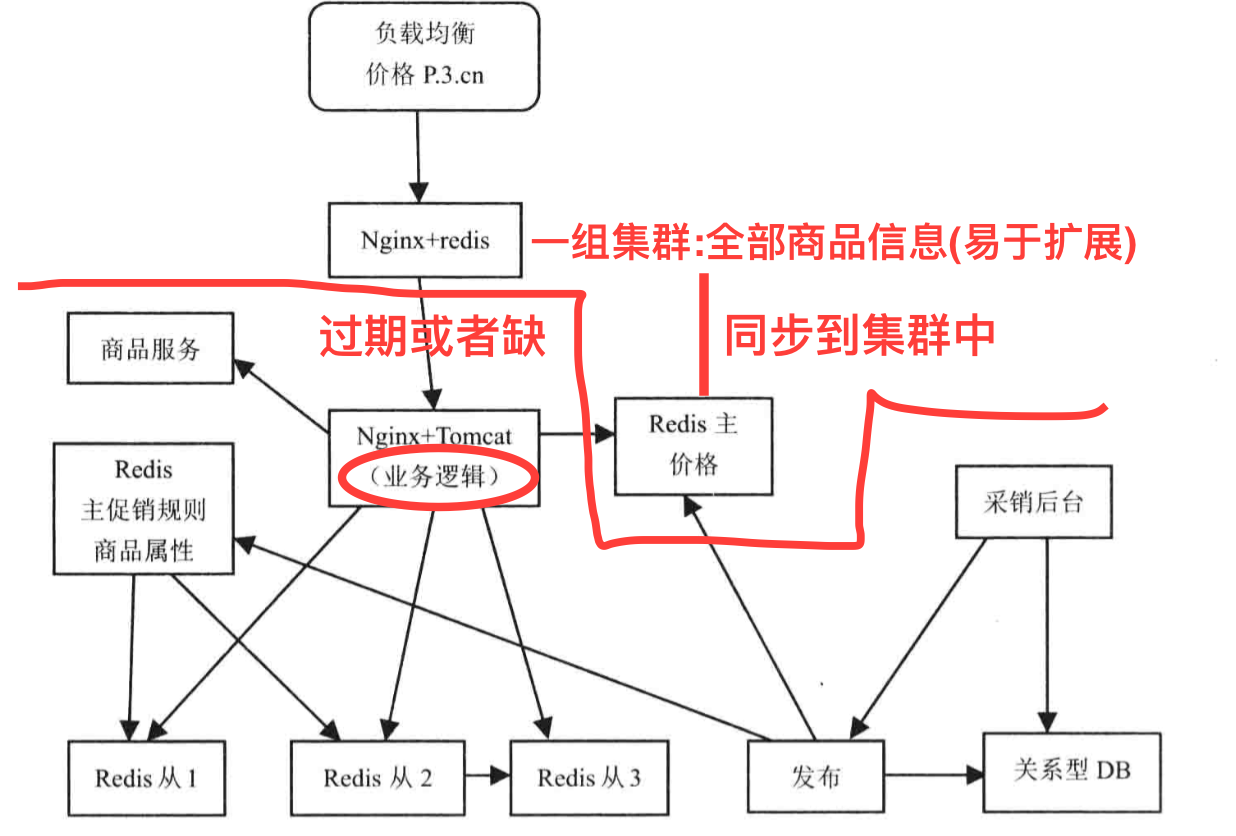 负载均衡
价格 P.3.cn
Nginx+redis
一组集群:全部商品信息(易于扩展)
过期或者缺
同步到集群中
商品服务
Nginx+Tomcat
（业务逻辑）
Redis 主
价格
Redis
主促销规则
商品属性
采销后台
Redis 从 1
Redis 从 2
Redis 从 3
发布
关系型 DB